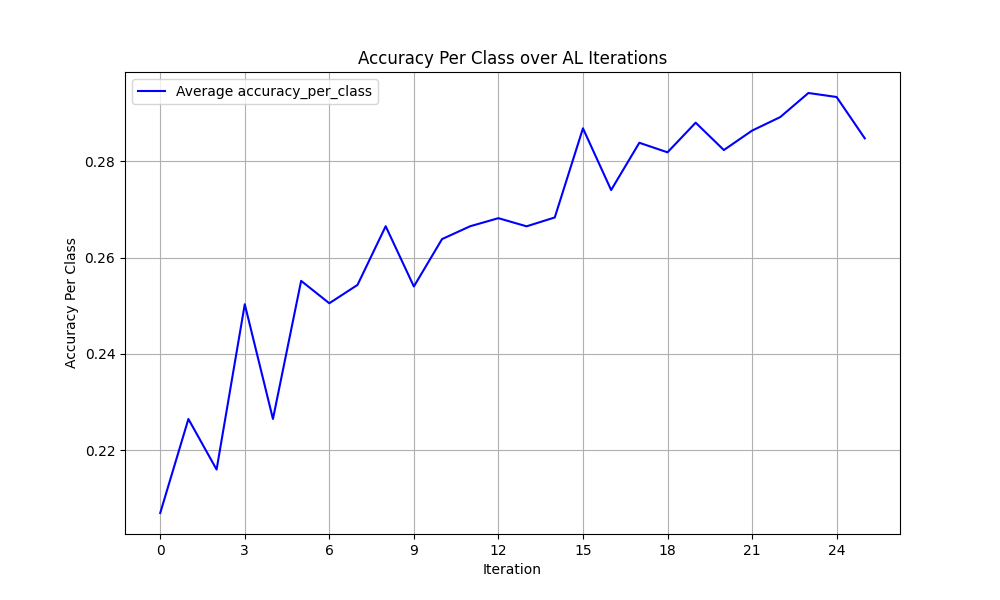 Accuracy Per Class over AL Iterations
Average accuracy_per_class
Accuracy Per Class
0.28
0.26
0.24
0.22
0 3 6 9 12 15 18 21 24
Iteration